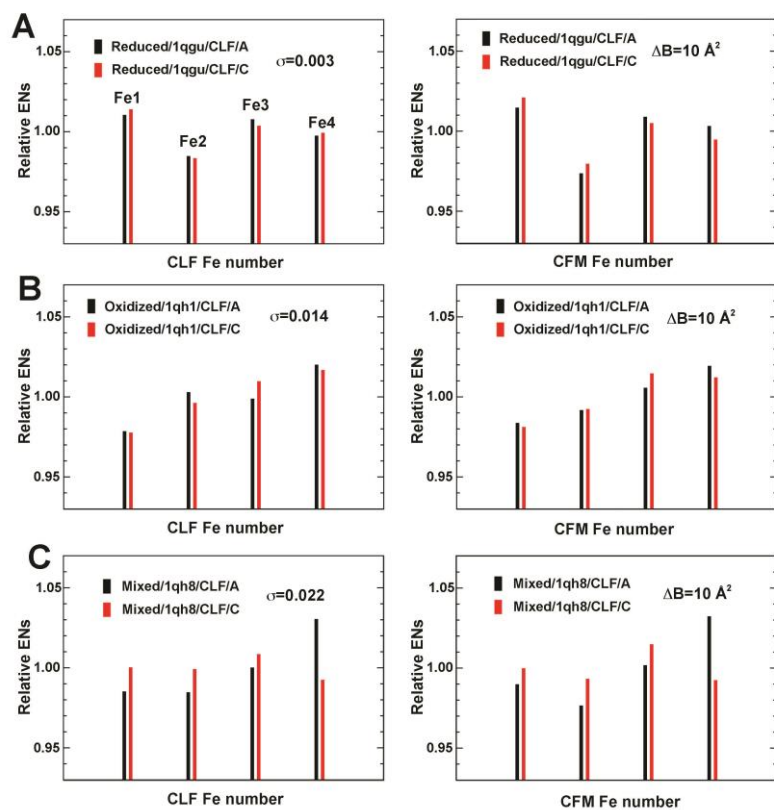 A
1.05
1.00
0.95
Relative ENs
Reduced/1qgu/CLF/A
Reduced/1qgu/CLF/C
σ=0.003
Fe1
Fe2
Fe3
Fe4
CLF Fe number
1.05
1.00
0.95
Relative ENs
Reduced/1qgu/CLF/A
Reduced/1qgu/CLF/C
ΔB=10 Å²
CFM Fe number
B
1.05
1.00
0.95
Relative ENs
Oxidized/1qh1/CLF/A
Oxidized/1qh1/CLF/C
σ=0.014
CLF Fe number
1.05
1.00
0.95
Relative ENs
Oxidized/1qh1/CLF/A
Oxidized/1qh1/CLF/C
ΔB=10 Å²
CFM Fe number
C
1.05
1.00
0.95
Relative ENs
Mixed/1qh8/CLF/A
Mixed/1qh8/CLF/C
σ=0.022
CLF Fe number
1.05
1.00
0.95
Relative ENs
Mixed/1qh8/CLF/A
Mixed/1qh8/CLF/C
ΔB=10 Å²
CFM Fe number